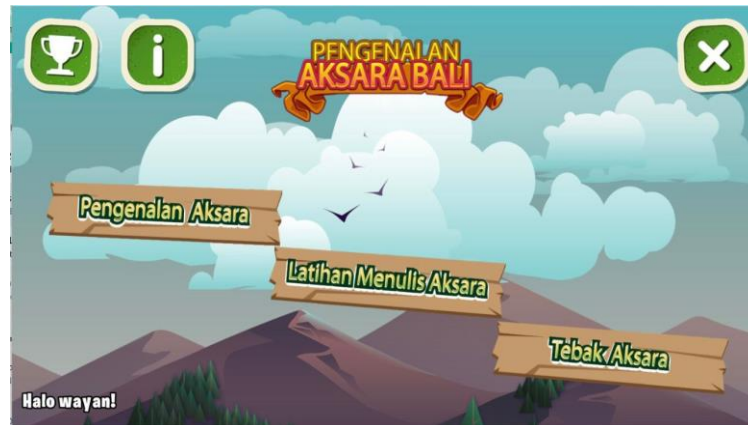 PENGENALAN
AKSARA BALI
Pengenalan Aksara
Latihan Menulis Aksara
Tebak Aksara
Halo wayan!